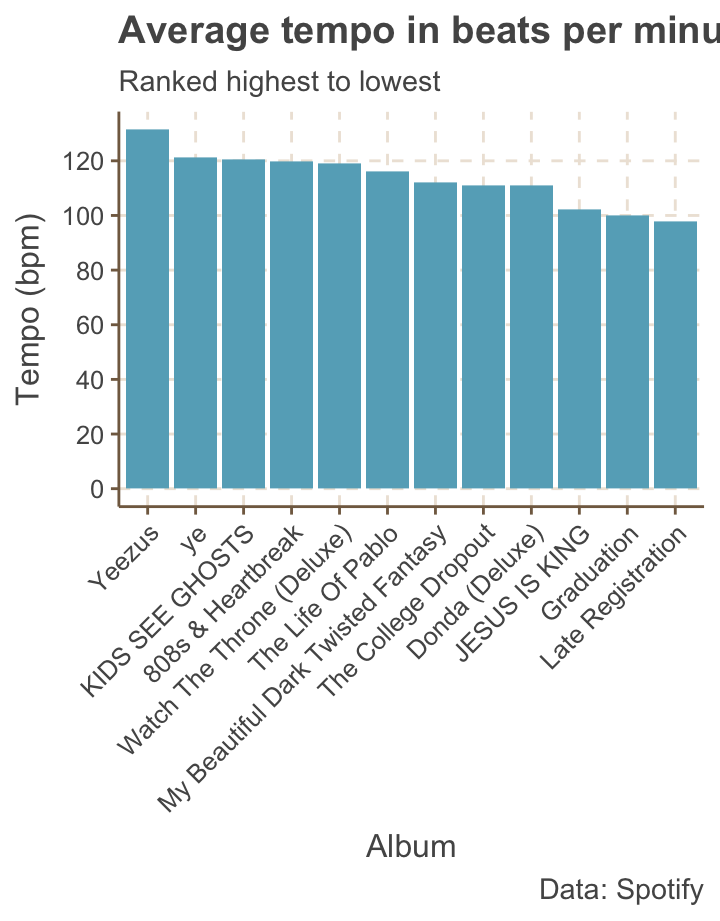 Average tempo in beats per minu
Ranked highest to lowest
Tempo (bpm)
120
100
80
60
40
20
0
Yeezus
ye
KIDS SEE GHOSTS
808s & Heartbreak
Watch The Throne (Deluxe)
The Life Of Pablo
My Beautiful Dark Twisted Fantasy
The College Dropout
Donda (Deluxe)
JESUS IS KING
Graduation
Late Registration
Album
Data: Spotify